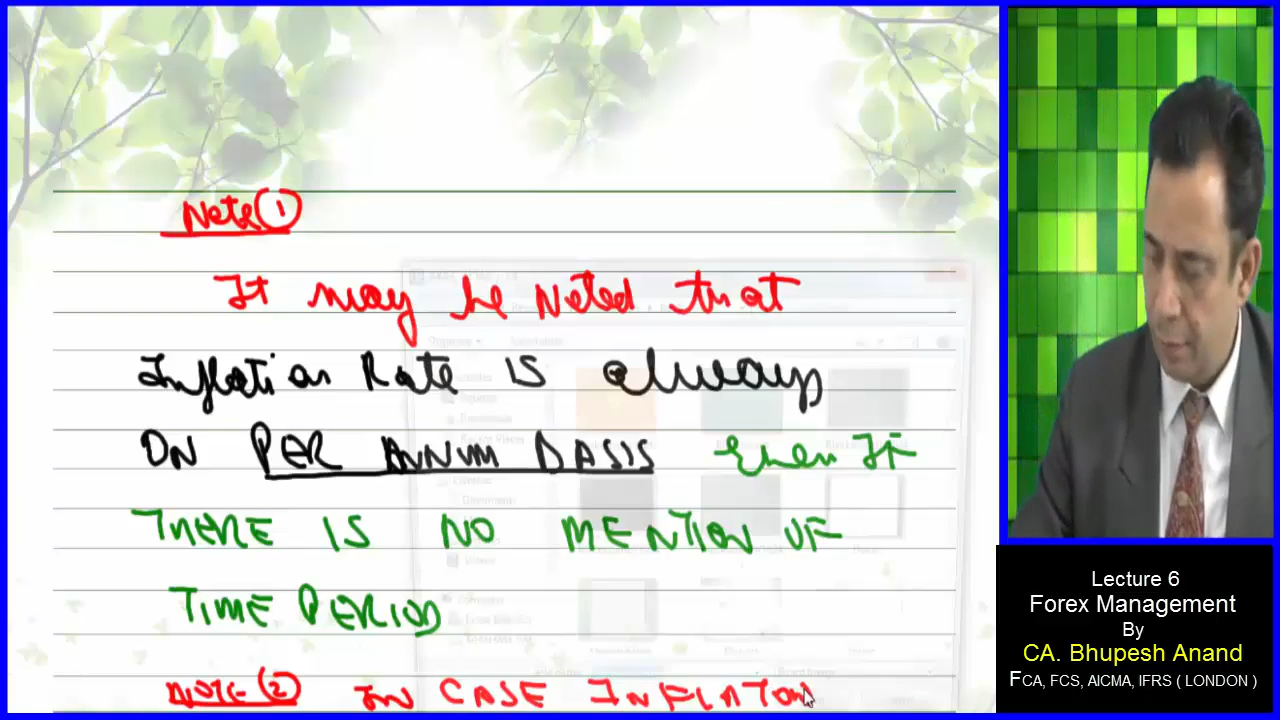 Note (1)
It may be Noted that
Inflation Rate is always
ON PER ANNUM BASIS even IF
THERE IS NO MENTION OF
TIME PERIOD
NOTE (2) IN CASE INFLATION
Lecture 6
Forex Management
By
CA. Bhupesh Anand
FCA, FCS, AICMA, IFRS ( LONDON )